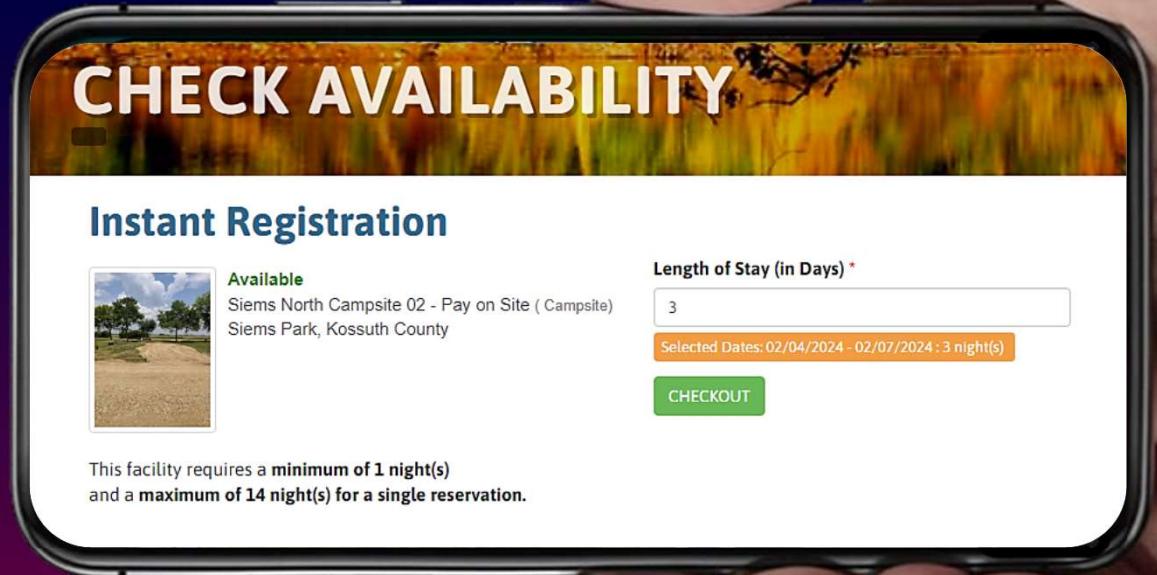 CHECK AVAILABILITY
Instant Registration
Available
Siems North Campsite 02 - Pay on Site ( Campsite)
Siems Park, Kossuth County
Length of Stay (in Days) *
3
Selected Dates: 02/04/2024 - 02/07/2024 : 3 night(s)
CHECKOUT
This facility requires a minimum of 1 night(s)
and a maximum of 14 night(s) for a single reservation.